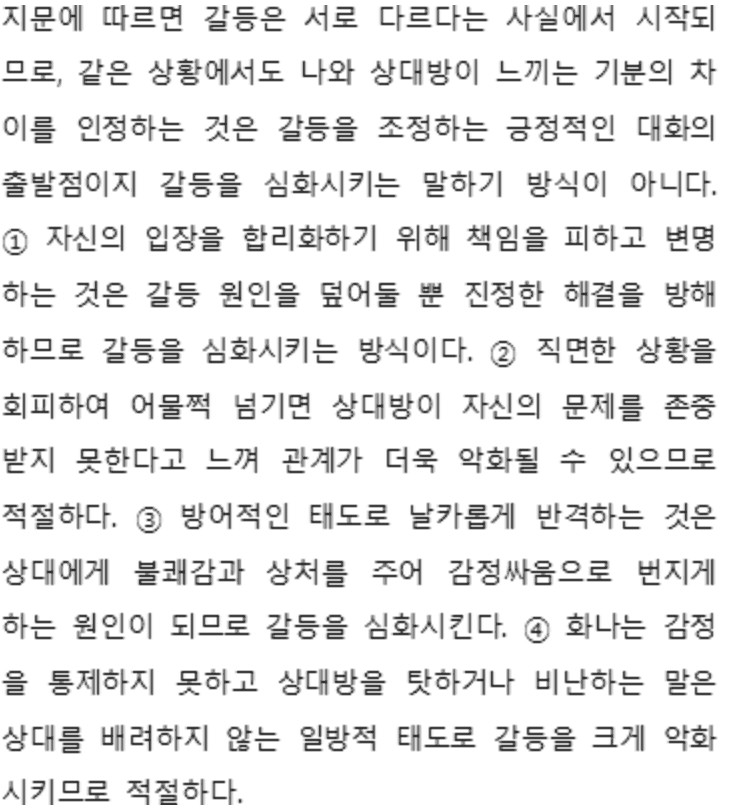 지문에 따르면 갈등은 서로 다르다는 사실에서 시작되
므로, 같은 상황에서도 나와 상대방이 느끼는 기분의 차
이를 인정하는 것은 갈등을 조정하는 긍정적인 대화의
출발점이지 갈등을 심화시키는 말하기 방식이 아니다.
① 자신의 입장을 합리화하기 위해 책임을 피하고 변명
하는 것은 갈등 원인을 덮어둘 뿐 진정한 해결을 방해
하므로 갈등을 심화시키는 방식이다. ② 직면한 상황을
회피하여 어물쩍 넘기면 상대방이 자신의 문제를 존중
받지 못한다고 느껴 관계가 더욱 악화될 수 있으므로
적절하다. ③ 방어적인 태도로 날카롭게 반격하는 것은
상대에게 불쾌감과 상처를 주어 감정싸움으로 번지게
하는 원인이 되므로 갈등을 심화시킨다. ④ 화나는 감정
을 통제하지 못하고 상대방을 탓하거나 비난하는 말은
상대를 배려하지 않는 일방적 태도로 갈등을 크게 악화
시키므로 적절하다.